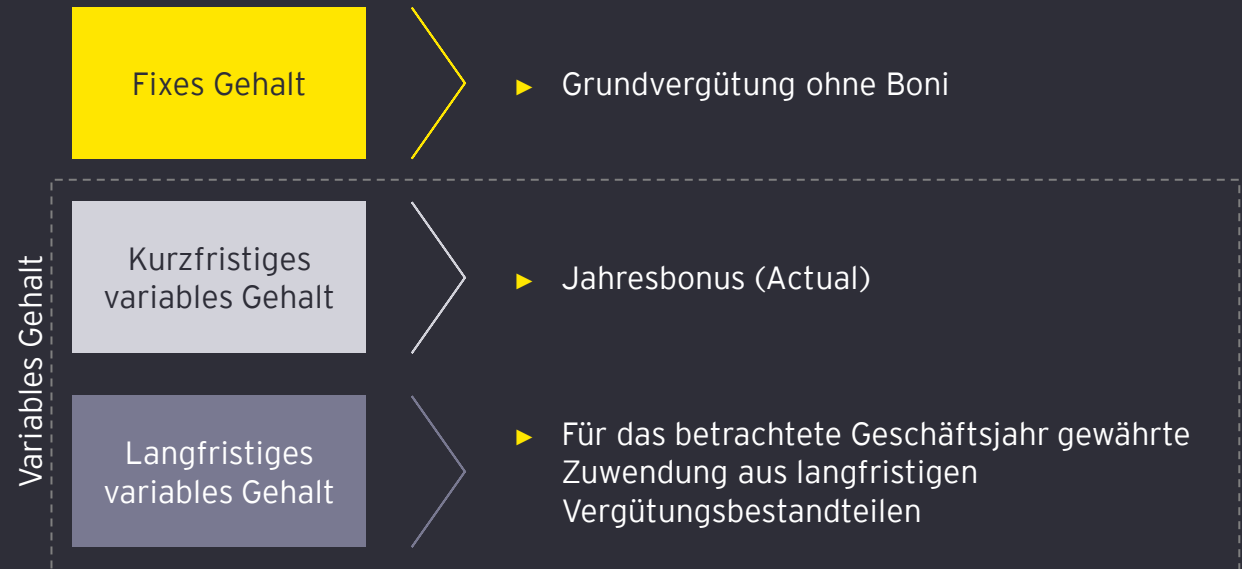 Fixes Gehalt
► Grundvergütung ohne Boni
Variables Gehalt
Kurzfristiges
variables Gehalt
► Jahresbonus (Actual)
Langfristiges
variables Gehalt
► Für das betrachtete Geschäftsjahr gewährte
Zuwendung aus langfristigen
Vergütungsbestandteilen